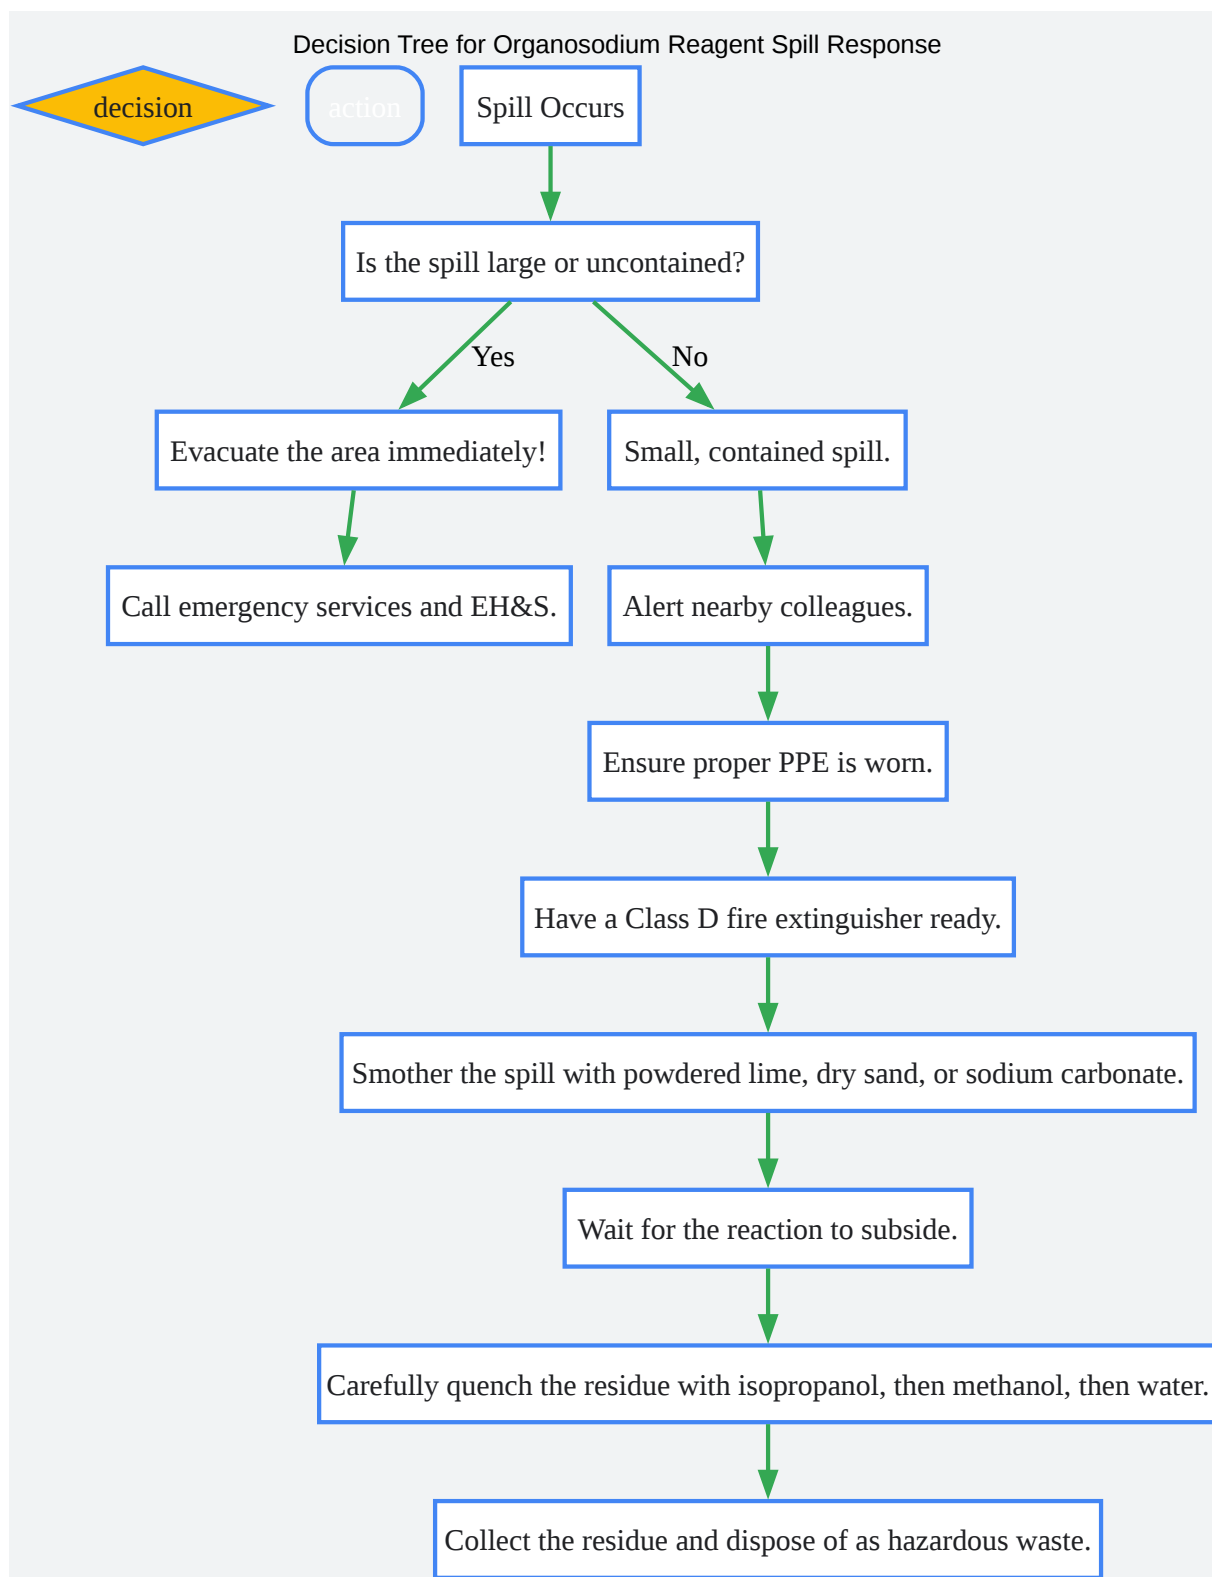 Decision Tree for Organosodium Reagent Spill Response
decision
action
Spill Occurs
Is the spill large or uncontained?
Yes
No
Evacuate the area immediately!
Small, contained spill.
Call emergency services and EH&S.
Alert nearby colleagues.
Ensure proper PPE is worn.
Have a Class D fire extinguisher ready.
Smother the spill with powdered lime, dry sand, or sodium carbonate.
Wait for the reaction to subside.
Carefully quench the residue with isopropanol, then methanol, then water.
Collect the residue and dispose of as hazardous waste.